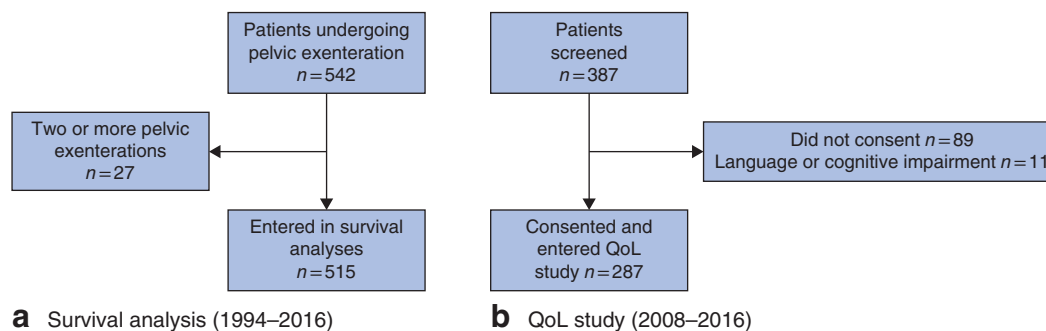 Patients undergoing
pelvic exenteration
n=542
Two or more pelvic
exenterations
n=27
Entered in survival
analyses
n=515
a Survival analysis (1994–2016)
Patients
screened
n=387
Did not consent n=89
Language or cognitive impairment n=11
Consented and
entered QoL
study n=287
b QoL study (2008–2016)